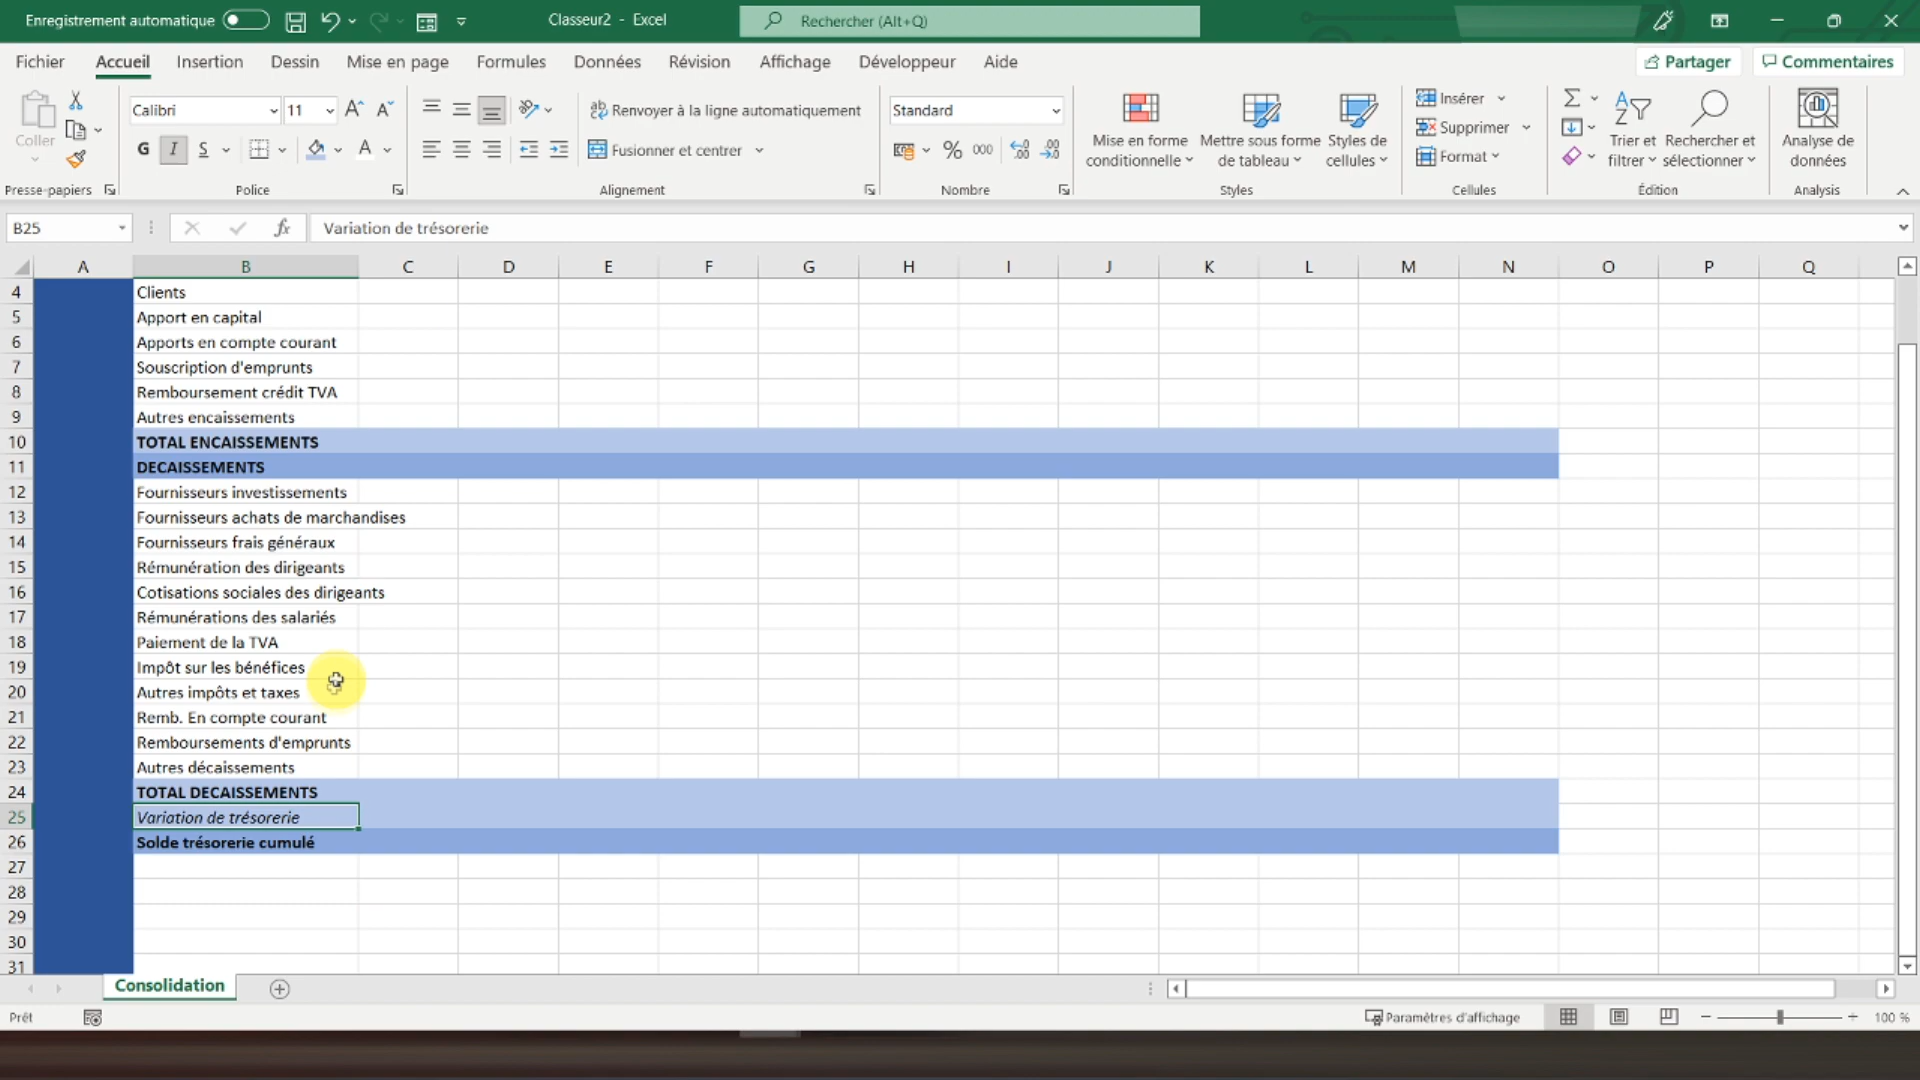 Enregistrement automatique
Classeur2 - Excel
Rechercher (Alt+Q)
Fichier Accueil Insertion Dessin Mise en page Formules Données Révision Affichage Développeur Aide Partager Commentaires
Coller
Presse-papiers
Calibri 11
G I S A
Police
Renvoyer à la ligne automatiquement
Fusionner et centrer
Alignement
Standard
% 000
Nombre
Mise en forme conditionnelle
Mettre sous forme de tableau
Styles de cellules
Styles
Insérer
Supprimer
Format
Cellules
Trier et filtrer
Rechercher et sélectionner
Édition
Analyse de données
Analysis
B25 fx Variation de trésorerie
A B C D E F G H I J K L M N O P Q
4 Clients
5 Apport en capital
6 Apports en compte courant
7 Souscription d'emprunts
8 Remboursement crédit TVA
9 Autres encaissements
10 TOTAL ENCAISSEMENTS
11 DECAISSEMENTS
12 Fournisseurs investissements
13 Fournisseurs achats de marchandises
14 Fournisseurs frais généraux
15 Rémunération des dirigeants
16 Cotisations sociales des dirigeants
17 Rémunérations des salariés
18 Paiement de la TVA
19 Impôt sur les bénéfices
20 Autres impôts et taxes
21 Remb. En compte courant
22 Remboursements d'emprunts
23 Autres décaissements
24 TOTAL DECAISSEMENTS
25 Variation de trésorerie
26 Solde trésorerie cumulé
27
28
29
30
31
Consolidation
Prêt
Paramètres d'affichage
100 %